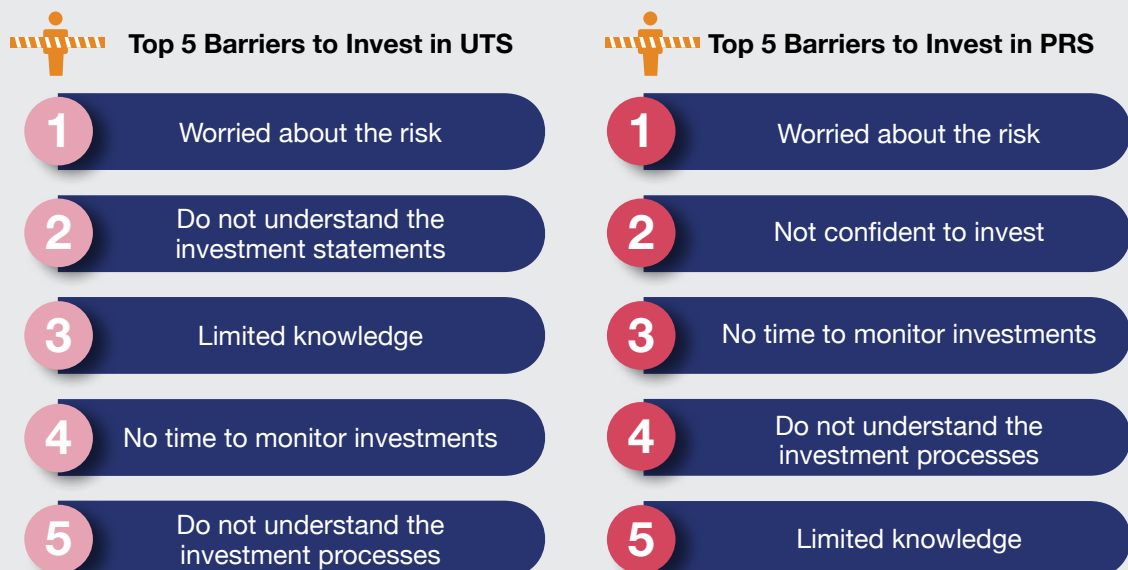 Top 5 Barriers to Invest in UTS
1
Worried about the risk
2
Do not understand the
investment statements
3
Limited knowledge
4
No time to monitor investments
5
Do not understand the
investment processes
Top 5 Barriers to Invest in PRS
1
Worried about the risk
2
Not confident to invest
3
No time to monitor investments
4
Do not understand the
investment processes
5
Limited knowledge